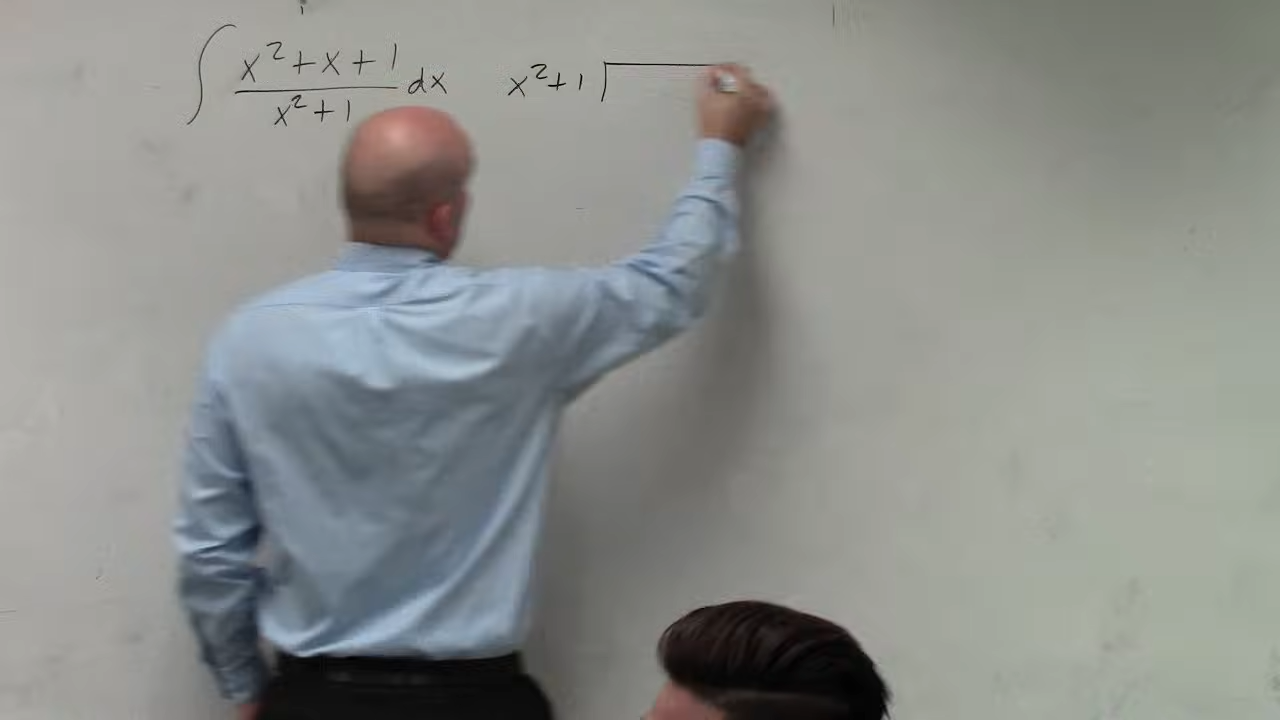 ∫ (x² + x + 1)/(x² + 1) dx    x² + 1 ⟌